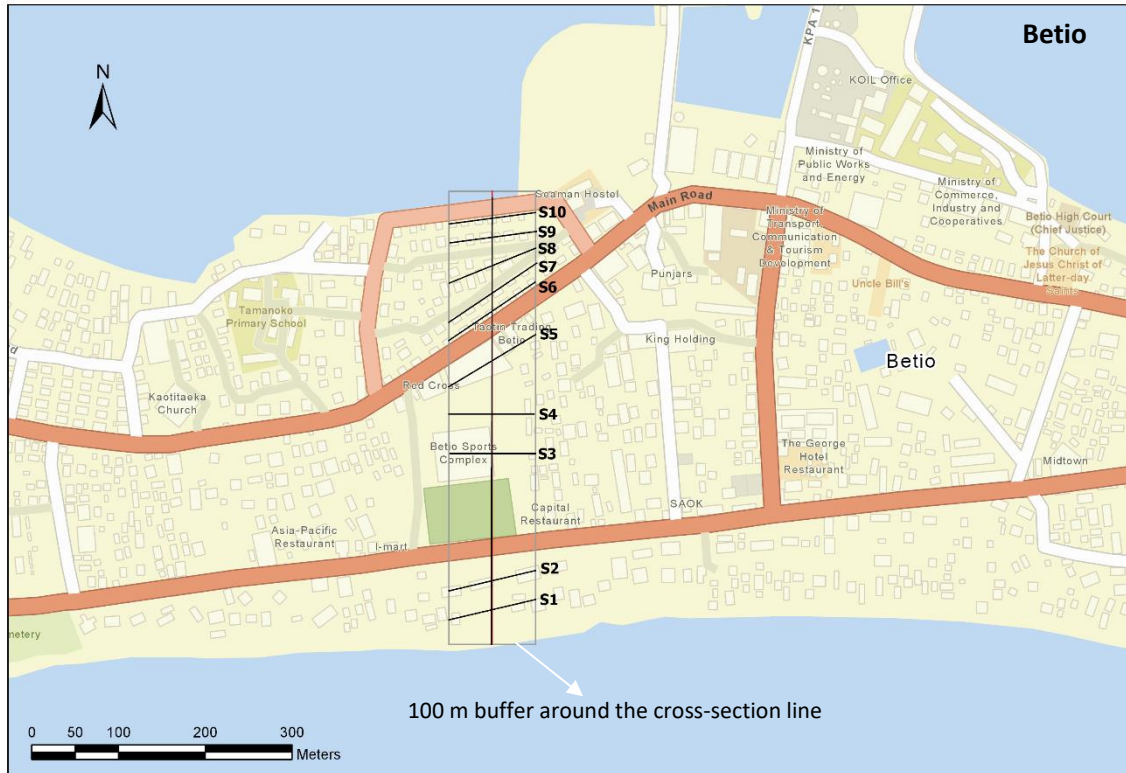 Betio
KPA 1
KOIL Office
N
Ministry of
Public Works
and Energy
Ministry of
Commerce,
Industry and
Cooperatives
Seaman Hostel
Main Road
S10
S9
S8
S7
S6
S5
S4
S3
S2
S1
Ministry of
Transport
Communication
& Tourism
Development
Betio High Court
(Chief Justice)
The Church of
Jesus Christ of
Latter-day
Saints
Punjars
Uncle Bill's
Tamanoko
Primary School
Taotin Trading
Betio
King Holding
Betio
Red Cross
Kaotitaeka
Church
Betio Sports
Complex
The George
Hotel
Restaurant
Midtown
SAOK
Capital
Restaurant
Asia-Pacific
Restaurant
I-mart
metery
100 m buffer around the cross-section line
0 50 100 200 300
Meters